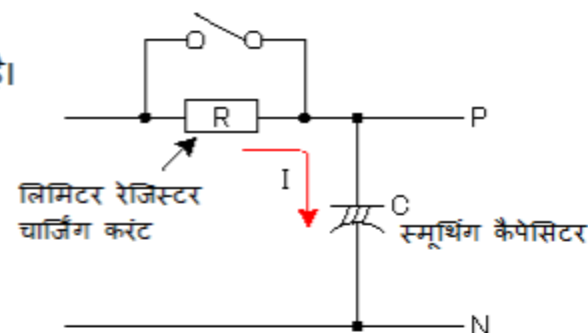 है।
R
P
I
लिमिटर रेजिस्टर
चार्जिंग करंट
C
स्मूथिंग कैपेसिटर
N